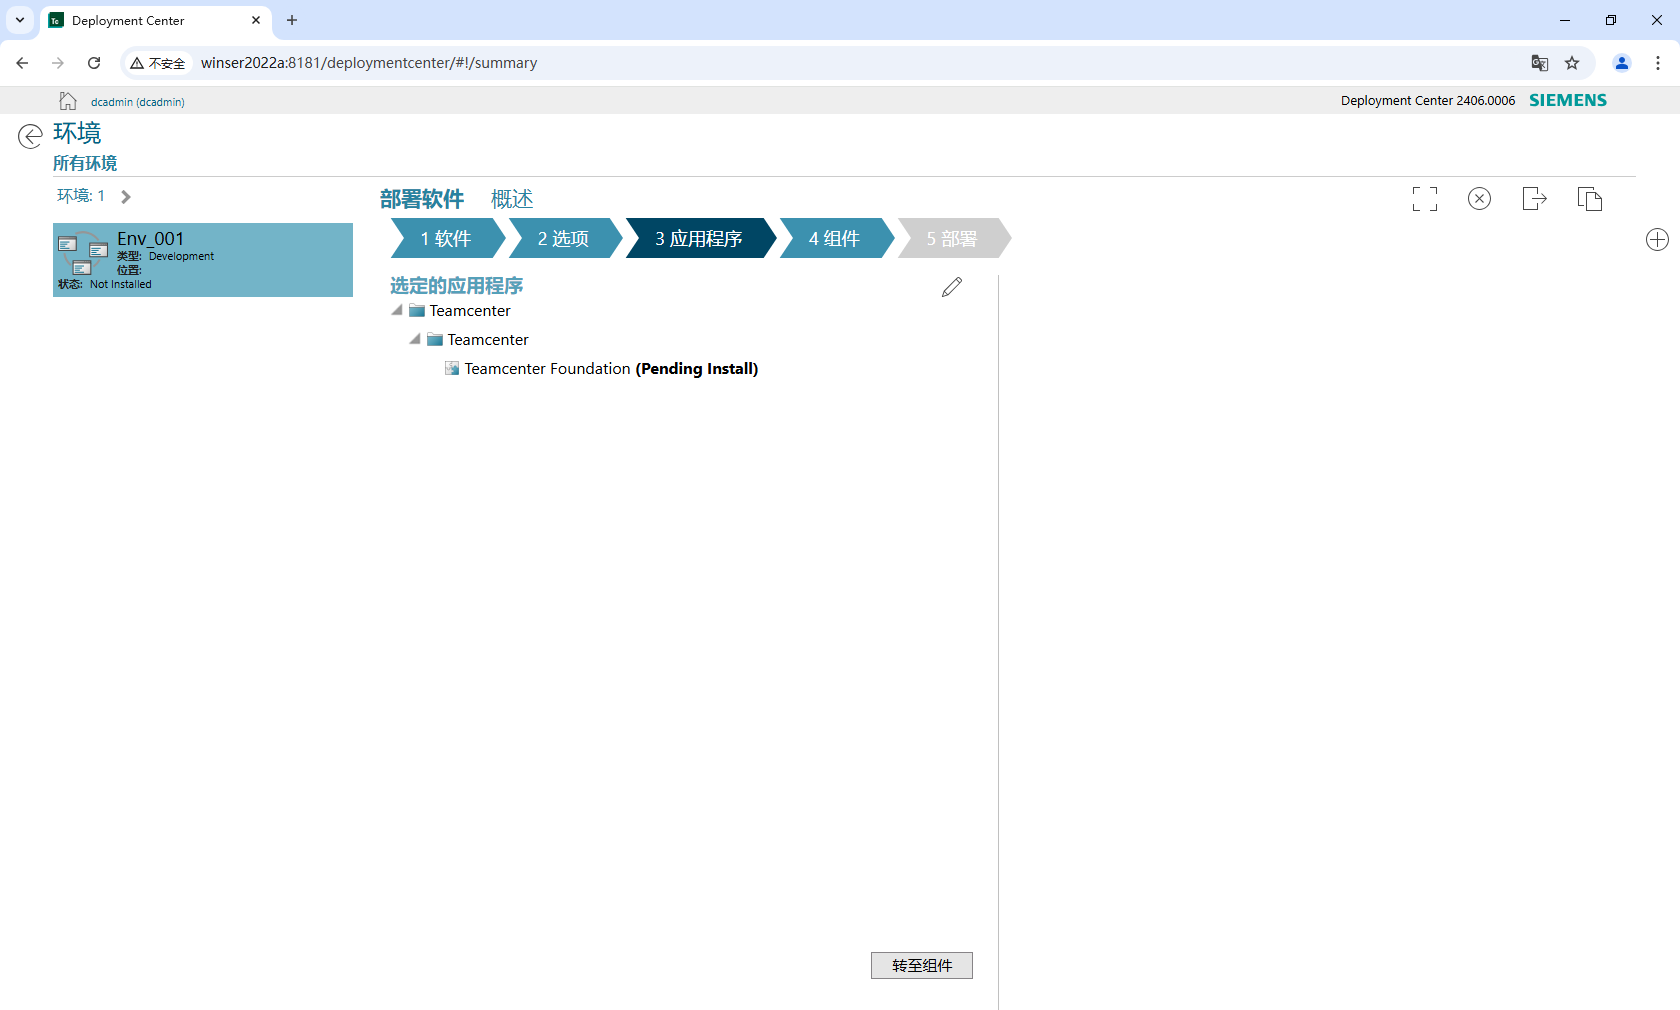 Deployment Center
不安全
winser2022a:8181/deploymentcenter/#!/summary
dcadmin (dcadmin)
Deployment Center 2406.0006 SIEMENS
环境
所有环境
环境: 1
部署软件 概述
1 软件 2 选项 3 应用程序 4 组件 5 部署
Env_001
类型: Development
位置:
状态: Not Installed
选定的应用程序
Teamcenter
Teamcenter
Teamcenter Foundation (Pending Install)
转至组件